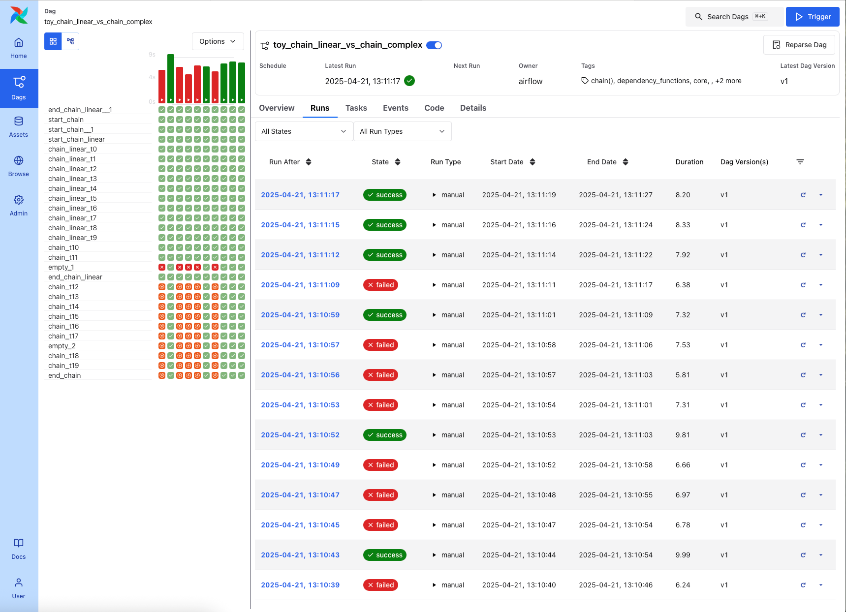 Dag
toy_chain_linear_vs_chain_complex
Search Dags ⌘+K
Trigger
Home
Dags
Assets
Browse
Admin
Docs
User
Options
8s
4s
0s
end_chain_linear__1
start_chain
start_chain__1
start_chain_linear
chain_linear_t0
chain_linear_t1
chain_linear_t2
chain_linear_t3
chain_linear_t4
chain_linear_t5
chain_linear_t6
chain_linear_t7
chain_linear_t8
chain_linear_t9
chain_t10
chain_t11
empty_1
end_chain_linear
chain_t12
chain_t13
chain_t14
chain_t15
chain_t16
chain_t17
empty_2
chain_t18
chain_t19
end_chain
toy_chain_linear_vs_chain_complex
Reparse Dag
Schedule Latest Run Next Run Owner Tags Latest Dag Version
2025-04-21, 13:11:17 airflow chain(), dependency_functions, core, , +2 more v1
Overview Runs Tasks Events Code Details
All States All Run Types
Run After State Run Type Start Date End Date Duration Dag Version(s)
2025-04-21, 13:11:17 success manual 2025-04-21, 13:11:19 2025-04-21, 13:11:27 8.20 v1
2025-04-21, 13:11:15 success manual 2025-04-21, 13:11:16 2025-04-21, 13:11:24 8.33 v1
2025-04-21, 13:11:12 success manual 2025-04-21, 13:11:14 2025-04-21, 13:11:22 7.92 v1
2025-04-21, 13:11:09 failed manual 2025-04-21, 13:11:11 2025-04-21, 13:11:17 6.38 v1
2025-04-21, 13:10:59 success manual 2025-04-21, 13:11:01 2025-04-21, 13:11:09 7.32 v1
2025-04-21, 13:10:57 failed manual 2025-04-21, 13:10:58 2025-04-21, 13:11:06 7.53 v1
2025-04-21, 13:10:56 failed manual 2025-04-21, 13:10:57 2025-04-21, 13:11:03 5.81 v1
2025-04-21, 13:10:53 failed manual 2025-04-21, 13:10:54 2025-04-21, 13:11:01 7.31 v1
2025-04-21, 13:10:52 success manual 2025-04-21, 13:10:53 2025-04-21, 13:11:03 9.81 v1
2025-04-21, 13:10:49 failed manual 2025-04-21, 13:10:52 2025-04-21, 13:10:58 6.66 v1
2025-04-21, 13:10:47 failed manual 2025-04-21, 13:10:48 2025-04-21, 13:10:55 6.97 v1
2025-04-21, 13:10:45 failed manual 2025-04-21, 13:10:47 2025-04-21, 13:10:54 6.78 v1
2025-04-21, 13:10:43 success manual 2025-04-21, 13:10:44 2025-04-21, 13:10:54 9.99 v1
2025-04-21, 13:10:39 failed manual 2025-04-21, 13:10:40 2025-04-21, 13:10:46 6.24 v1